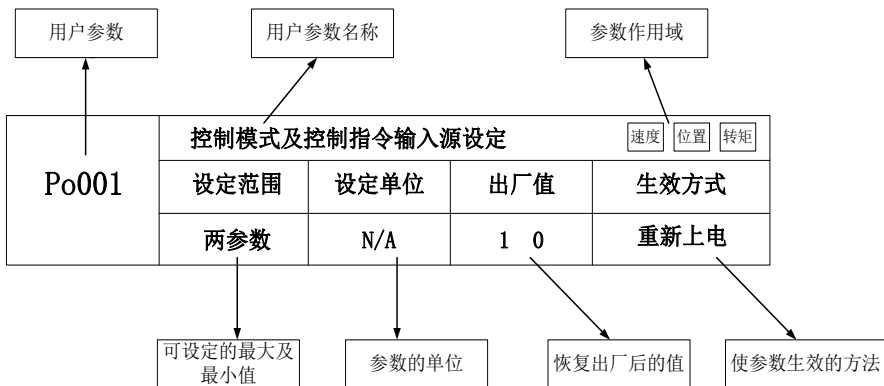 用户参数
用户参数名称
参数作用域
控制模式及控制指令输入源设定 速度 位置 转矩
Po001
设定范围 设定单位 出厂值 生效方式
两参数 N/A 1 0 重新上电
可设定的最大及
最小值
参数的单位
恢复出厂后的值
使参数生效的方法